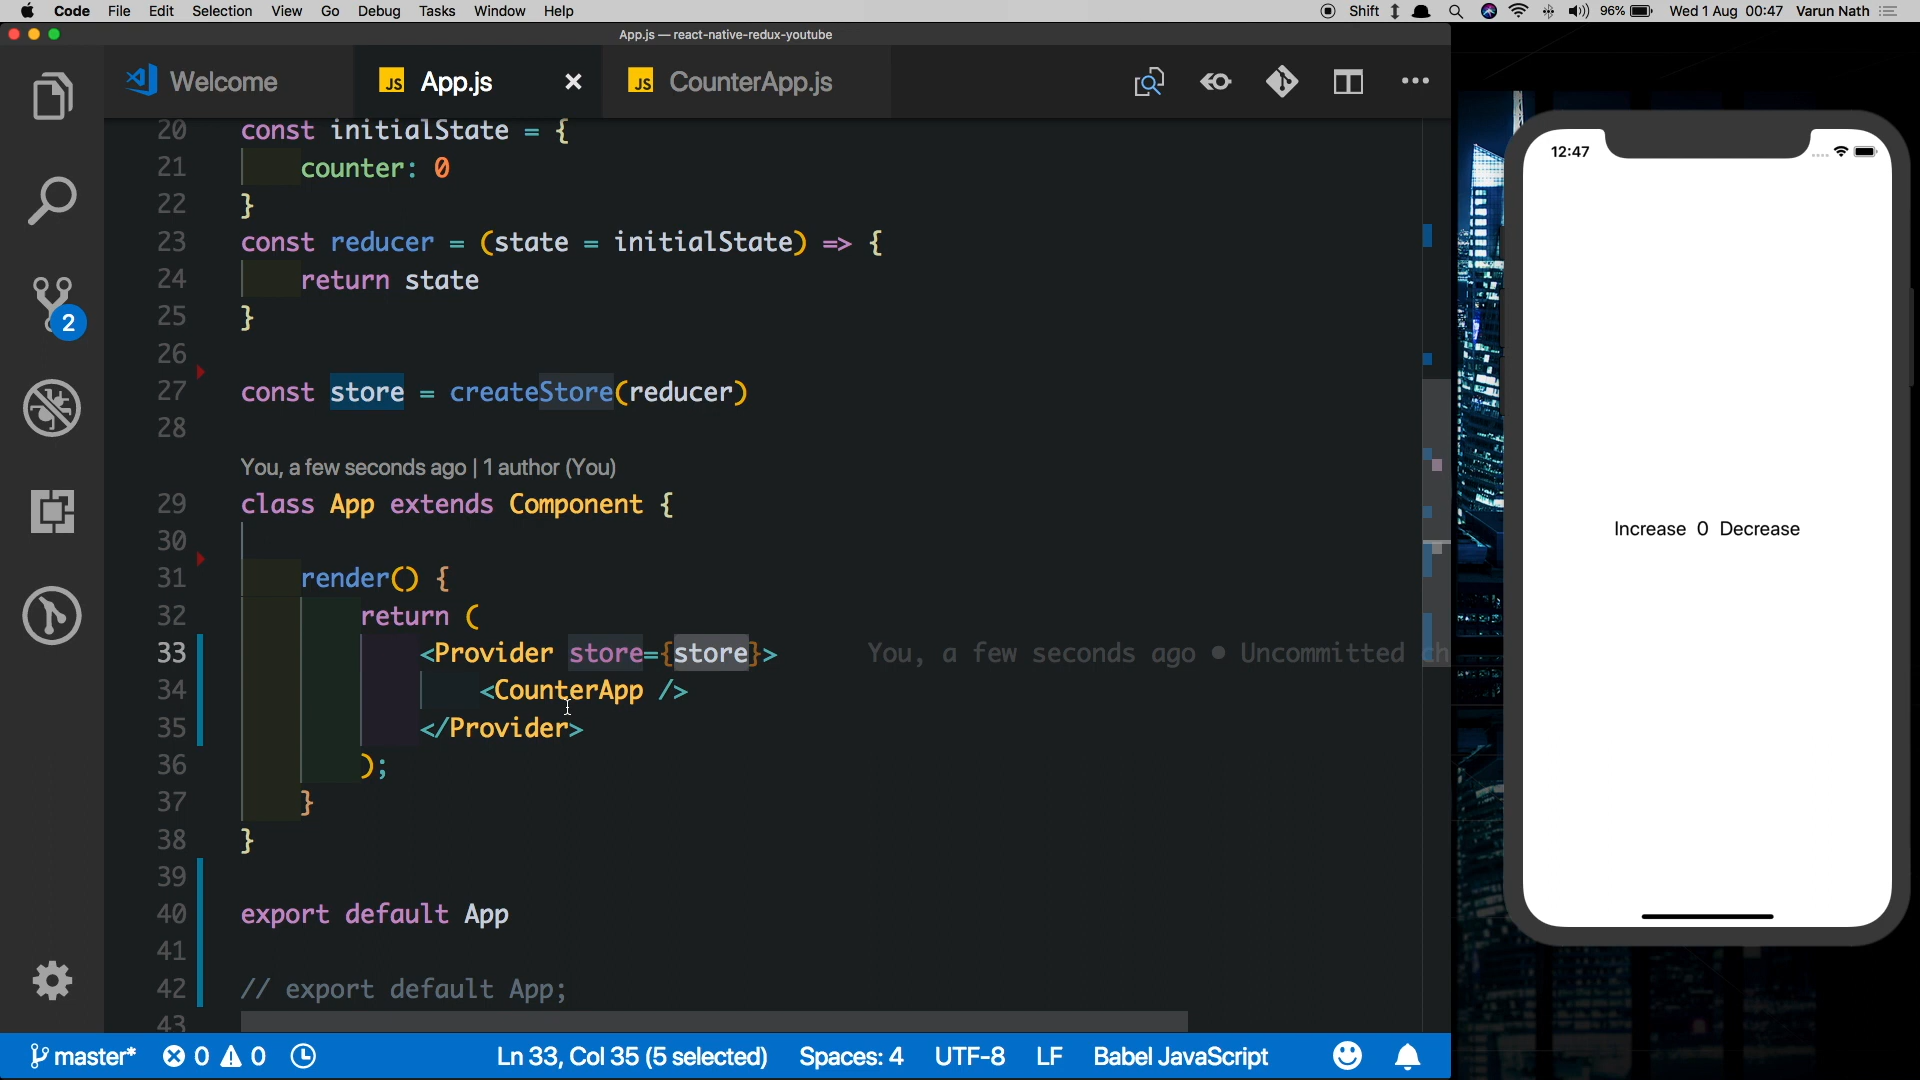 Code File Edit Selection View Go Debug Tasks Window Help Shift 96% Wed 1 Aug 00:47 Varun Nath
App.js — react-native-redux-youtube
Welcome JS App.js × JS CounterApp.js
20 const initialState = {
21 counter: 0
22 }
23 const reducer = (state = initialState) => {
24 return state
25 }
26
27 const store = createStore(reducer)
28
You, a few seconds ago | 1 author (You)
29 class App extends Component {
30
31 render() {
32 return (
33 <Provider store={store}> You, a few seconds ago • Uncommitted ch
34 <CounterApp />
35 </Provider>
36 );
37 }
38 }
39
40 export default App
41
42 // export default App;
43
2
master* 0 0 Ln 33, Col 35 (5 selected) Spaces: 4 UTF-8 LF Babel JavaScript
12:47
Increase 0 Decrease